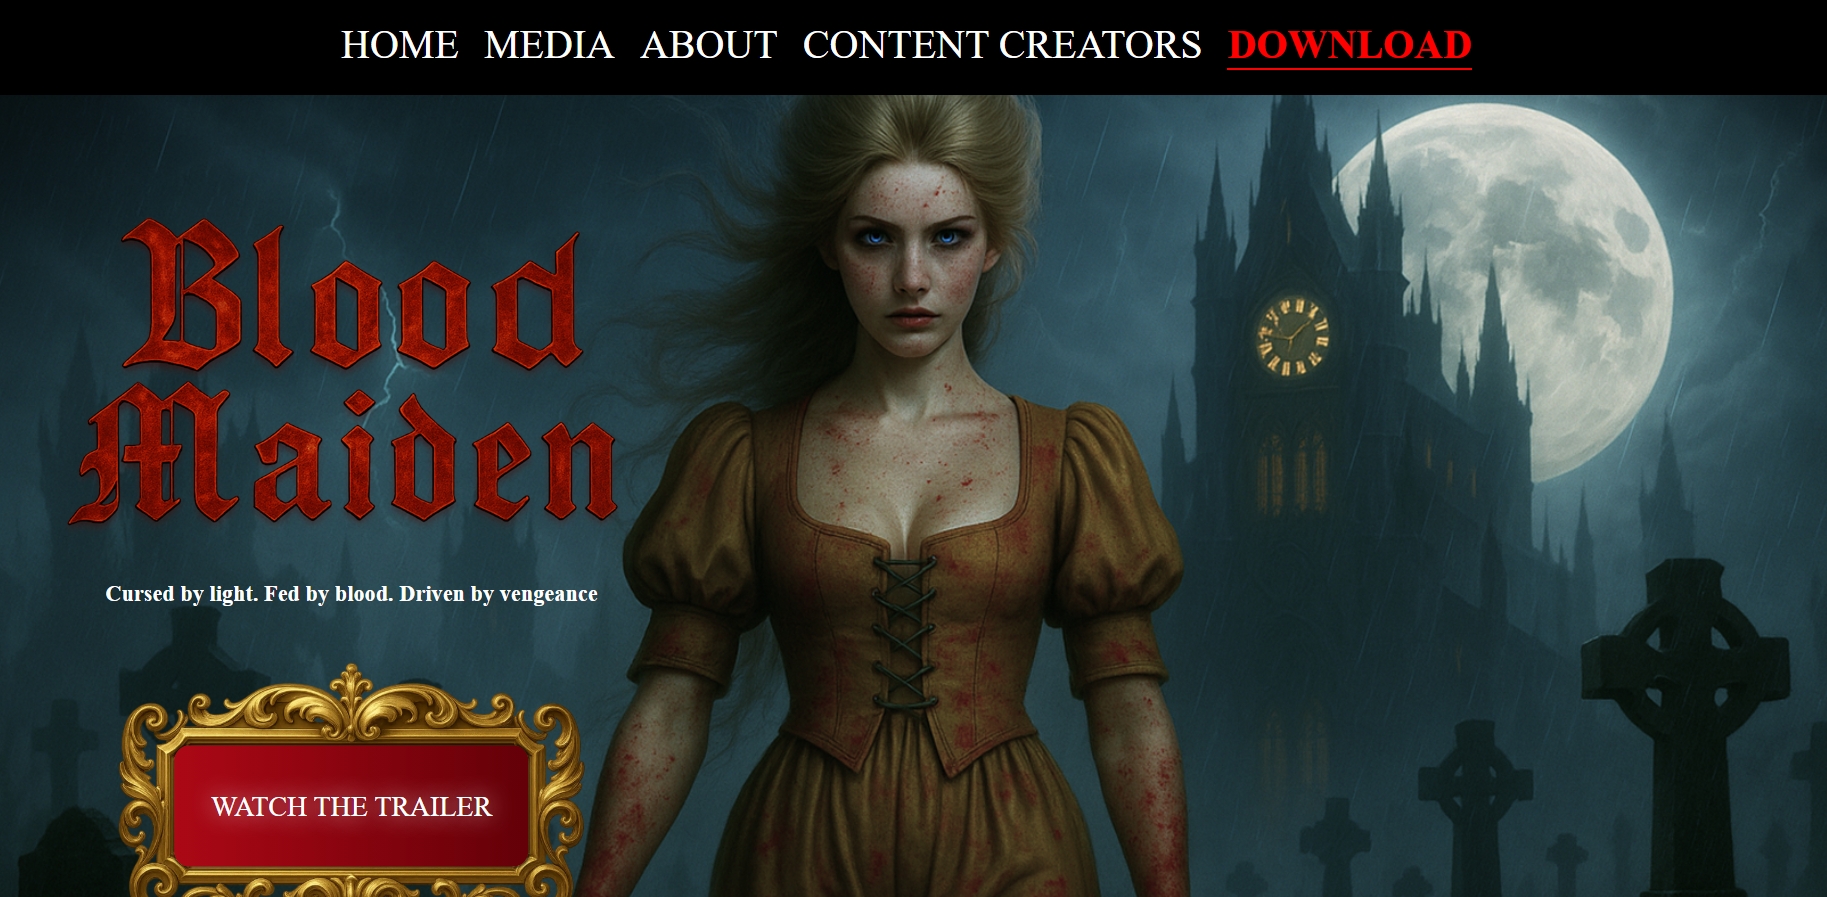 HOME MEDIA ABOUT CONTENT CREATORS DOWNLOAD
Blood
Maiden
Cursed by light. Fed by blood. Driven by vengeance
WATCH THE TRAILER